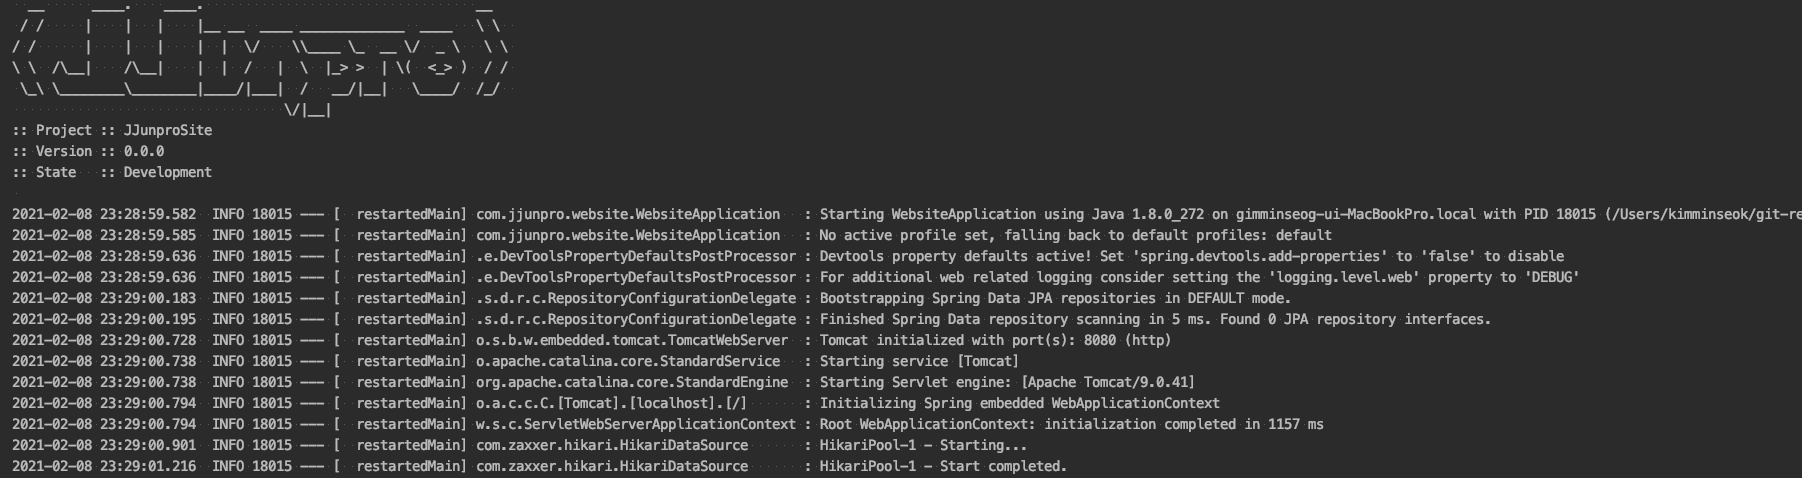 :: Project :: JJunproSite
:: Version :: 0.0.0
:: State :: Development
2021-02-08 23:28:59.582 INFO 18015 --- [ restartedMain] com.jjunpro.website.WebsiteApplication : Starting WebsiteApplication using Java 1.8.0_272 on gimminseog-ui-MacBookPro.local with PID 18015 (/Users/kimminseok/git-re
2021-02-08 23:28:59.585 INFO 18015 --- [ restartedMain] com.jjunpro.website.WebsiteApplication : No active profile set, falling back to default profiles: default
2021-02-08 23:28:59.636 INFO 18015 --- [ restartedMain] .e.DevToolsPropertyDefaultsPostProcessor : Devtools property defaults active! Set 'spring.devtools.add-properties' to 'false' to disable
2021-02-08 23:28:59.636 INFO 18015 --- [ restartedMain] .e.DevToolsPropertyDefaultsPostProcessor : For additional web related logging consider setting the 'logging.level.web' property to 'DEBUG'
2021-02-08 23:29:00.183 INFO 18015 --- [ restartedMain] .s.d.r.c.RepositoryConfigurationDelegate : Bootstrapping Spring Data JPA repositories in DEFAULT mode.
2021-02-08 23:29:00.195 INFO 18015 --- [ restartedMain] .s.d.r.c.RepositoryConfigurationDelegate : Finished Spring Data repository scanning in 5 ms. Found 0 JPA repository interfaces.
2021-02-08 23:29:00.728 INFO 18015 --- [ restartedMain] o.s.b.w.embedded.tomcat.TomcatWebServer : Tomcat initialized with port(s): 8080 (http)
2021-02-08 23:29:00.738 INFO 18015 --- [ restartedMain] o.apache.catalina.core.StandardService : Starting service [Tomcat]
2021-02-08 23:29:00.738 INFO 18015 --- [ restartedMain] org.apache.catalina.core.StandardEngine : Starting Servlet engine: [Apache Tomcat/9.0.41]
2021-02-08 23:29:00.794 INFO 18015 --- [ restartedMain] o.a.c.c.C.[Tomcat].[localhost].[/] : Initializing Spring embedded WebApplicationContext
2021-02-08 23:29:00.794 INFO 18015 --- [ restartedMain] w.s.c.ServletWebServerApplicationContext : Root WebApplicationContext: initialization completed in 1157 ms
2021-02-08 23:29:00.901 INFO 18015 --- [ restartedMain] com.zaxxer.hikari.HikariDataSource : HikariPool-1 - Starting...
2021-02-08 23:29:01.216 INFO 18015 --- [ restartedMain] com.zaxxer.hikari.HikariDataSource : HikariPool-1 - Start completed.